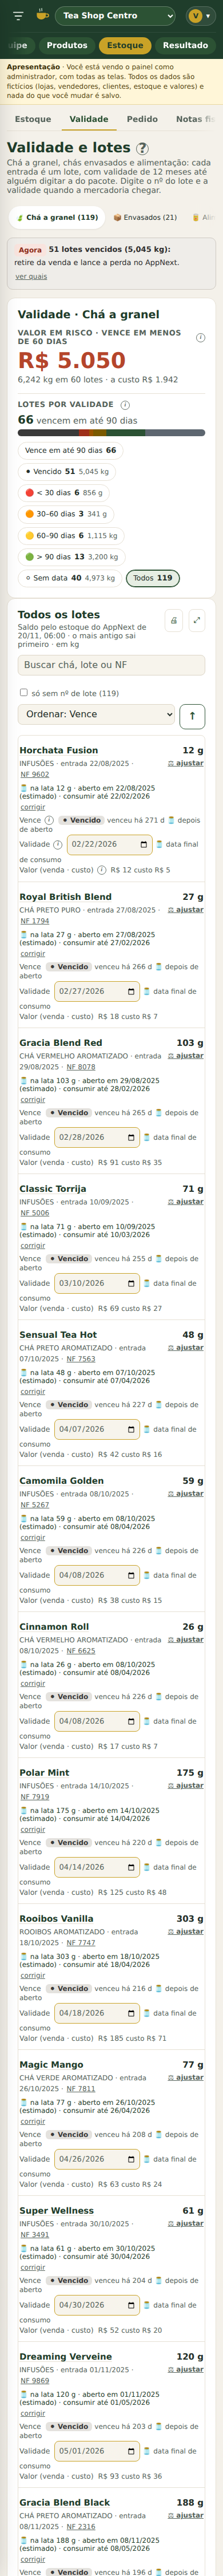 Tea Shop Centro
V
uipe
Produtos
Estoque
Resultado
Apresentação · Você está vendo o painel como
administrador, com todas as telas. Todos os dados são
fictícios (lojas, vendedores, clientes, estoque e valores) e
nada do que você mudar é salvo.
Estoque
Validade
Pedido
Notas fis
Validade e lotes ?
Chá a granel, chás envasados e alimentação: cada
entrada é um lote, com validade de 12 meses até
alguém digitar a do pacote. Digite o nº do lote e a
validade quando a mercadoria chegar.
Chá a granel (119)
Envasados (21)
Agora 51 lotes vencidos (5,045 kg):
retire da venda e lance a perda no AppNext.
ver quais
Validade · Chá a granel
VALOR EM RISCO · VENCE EM MENOS
DE 60 DIAS
R$ 5.050
6,242 kg em 60 lotes · a custo R$ 1.942
LOTES POR VALIDADE
66 vencem em até 90 dias
Vence em até 90 dias 66
Vencido 51 5,045 kg
< 30 dias 6 856 g
30–60 dias 3 341 g
60–90 dias 6 1,115 kg
> 90 dias 13 3,200 kg
Sem data 40 4,973 kg
Todos 119
Todos os lotes
Saldo pelo estoque do AppNext de
20/11, 06:00 · o mais antigo sai
primeiro · em kg
Buscar chá, lote ou NF
só sem nº de lote (119)
Ordenar: Vence
↑
Horchata Fusion 12 g
INFUSÕES · entrada 22/08/2025 · ajustar
NF 9602
na lata 12 g · aberto em 22/08/2025
(estimado) · consumir até 22/02/2026
corrigir
Vence Vencido venceu há 271 d depois
de aberto
Validade 02/22/2026 data final
de consumo
Valor (venda · custo) R$ 12 custo R$ 5
Royal British Blend 27 g
CHÁ PRETO PURO · entrada 27/08/2025 · ajustar
NF 1794
na lata 27 g · aberto em 27/08/2025
(estimado) · consumir até 27/02/2026
corrigir
Vence Vencido venceu há 266 d depois de
aberto
Validade 02/27/2026 data final de
consumo
Valor (venda · custo) R$ 18 custo R$ 7
Gracia Blend Red 103 g
CHÁ VERMELHO AROMATIZADO · entrada ajustar
29/08/2025 · NF 8078
na lata 103 g · aberto em 29/08/2025
(estimado) · consumir até 28/02/2026
corrigir
Vence Vencido venceu há 265 d depois de
aberto
Validade 02/28/2026 data final de
consumo
Valor (venda · custo) R$ 91 custo R$ 35
Classic Torrija 71 g
INFUSÕES · entrada 10/09/2025 · ajustar
NF 5006
na lata 71 g · aberto em 10/09/2025
(estimado) · consumir até 10/03/2026
corrigir
Vence Vencido venceu há 255 d depois de
aberto
Validade 03/10/2026 data final de
consumo
Valor (venda · custo) R$ 69 custo R$ 27
Sensual Tea Hot 48 g
CHÁ PRETO AROMATIZADO · entrada ajustar
07/10/2025 · NF 7563
na lata 48 g · aberto em 07/10/2025
(estimado) · consumir até 07/04/2026
corrigir
Vence Vencido venceu há 227 d depois de
aberto
Validade 04/07/2026 data final de
consumo
Valor (venda · custo) R$ 42 custo R$ 16
Camomila Golden 59 g
INFUSÕES · entrada 08/10/2025 · ajustar
NF 5267
na lata 59 g · aberto em 08/10/2025
(estimado) · consumir até 08/04/2026
corrigir
Vence Vencido venceu há 226 d depois de
aberto
Validade 04/08/2026 data final de
consumo
Valor (venda · custo) R$ 38 custo R$ 15
Cinnamon Roll 26 g
CHÁ VERMELHO AROMATIZADO · entrada ajustar
08/10/2025 · NF 6625
na lata 26 g · aberto em 08/10/2025
(estimado) · consumir até 08/04/2026
corrigir
Vence Vencido venceu há 226 d depois de
aberto
Validade 04/08/2026 data final de
consumo
Valor (venda · custo) R$ 17 custo R$ 7
Polar Mint 175 g
INFUSÕES · entrada 14/10/2025 · ajustar
NF 7919
na lata 175 g · aberto em 14/10/2025
(estimado) · consumir até 14/04/2026
corrigir
Vence Vencido venceu há 220 d depois de
aberto
Validade 04/14/2026 data final de
consumo
Valor (venda · custo) R$ 125 custo R$ 48
Rooibos Vanilla 303 g
ROOIBOS AROMATIZADO · entrada ajustar
18/10/2025 · NF 7747
na lata 303 g · aberto em 18/10/2025
(estimado) · consumir até 18/04/2026
corrigir
Vence Vencido venceu há 216 d depois de
aberto
Validade 04/18/2026 data final de
consumo
Valor (venda · custo) R$ 185 custo R$ 71
Magic Mango 77 g
CHÁ VERDE AROMATIZADO · entrada ajustar
26/10/2025 · NF 7811
na lata 77 g · aberto em 26/10/2025
(estimado) · consumir até 26/04/2026
corrigir
Vence Vencido venceu há 208 d depois de
aberto
Validade 04/26/2026 data final de
consumo
Valor (venda · custo) R$ 63 custo R$ 24
Super Wellness 61 g
INFUSÕES · entrada 30/10/2025 · ajustar
NF 3491
na lata 61 g · aberto em 30/10/2025
(estimado) · consumir até 30/04/2026
corrigir
Vence Vencido venceu há 204 d depois de
aberto
Validade 04/30/2026 data final de
consumo
Valor (venda · custo) R$ 52 custo R$ 20
Dreaming Verveine 120 g
INFUSÕES · entrada 01/11/2025 · ajustar
NF 9869
na lata 120 g · aberto em 01/11/2025
(estimado) · consumir até 01/05/2026
corrigir
Vence Vencido venceu há 203 d depois de
aberto
Validade 05/01/2026 data final de
consumo
Valor (venda · custo) R$ 93 custo R$ 36
Gracia Blend Black 188 g
CHÁ PRETO AROMATIZADO · entrada ajustar
08/11/2025 · NF 2316
na lata 188 g · aberto em 08/11/2025
(estimado) · consumir até 08/05/2026
corrigir
Vence Vencido venceu há 196 d depois de